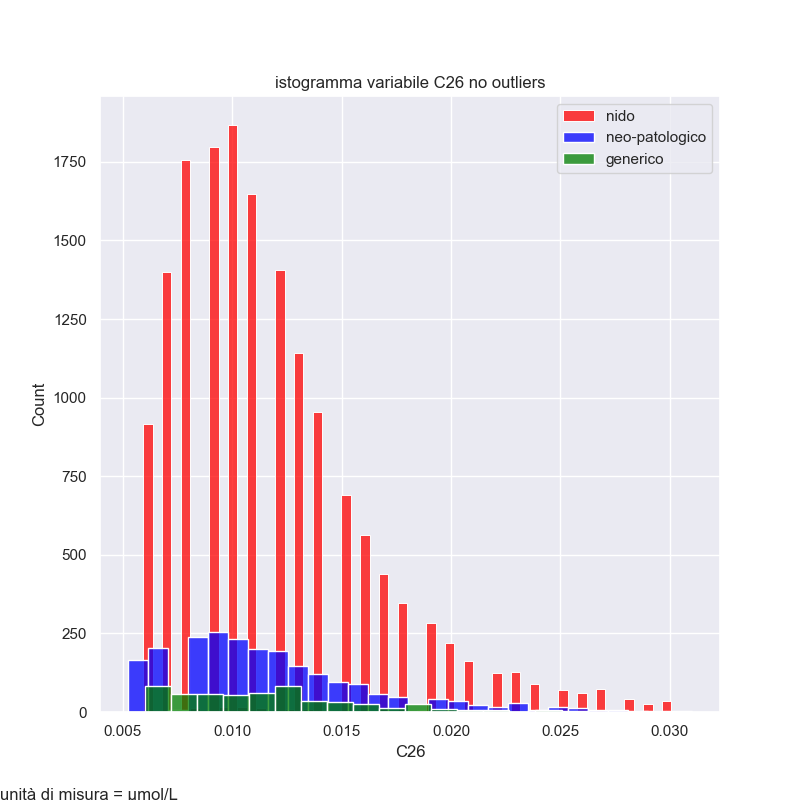 istogramma variabile C26 no outliers
nido
neo-patologico
generico
1750
1500
1250
1000
750
500
250
0
Count
0.005 0.010 0.015 0.020 0.025 0.030
C26
unità di misura = μmol/L